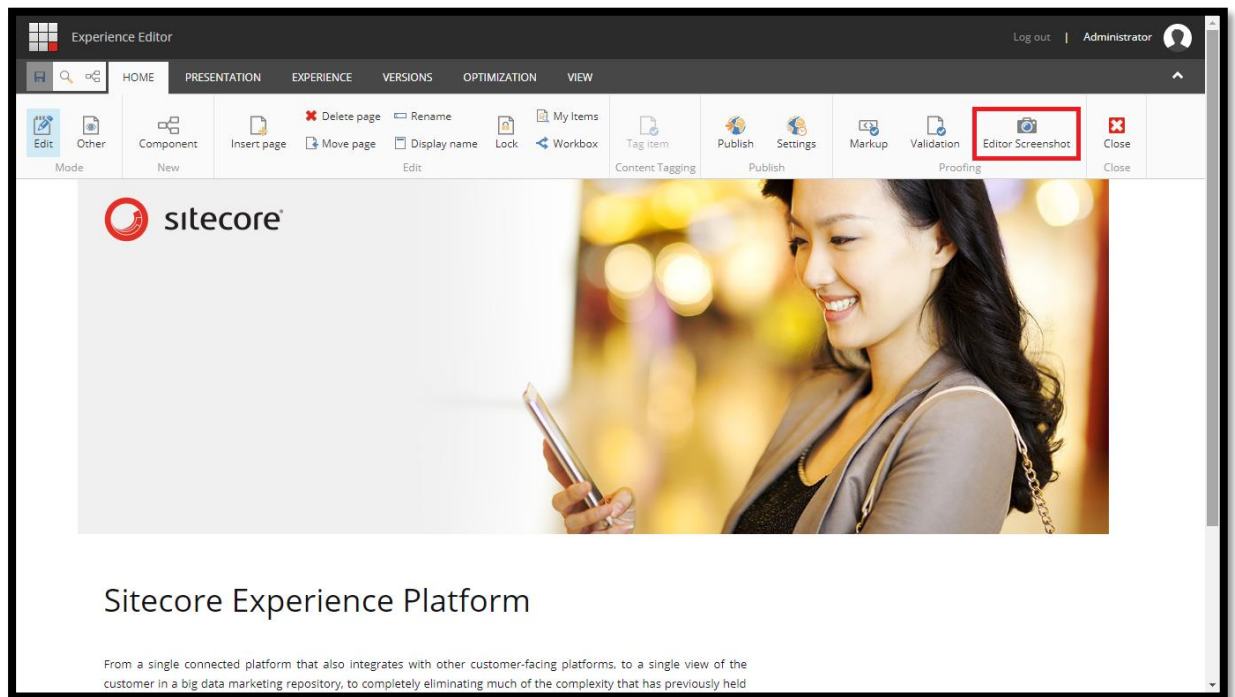 Experience Editor
Log out | Administrator
HOME PRESENTATION EXPERIENCE VERSIONS OPTIMIZATION VIEW
Edit
Other
Mode
Component
New
Insert page
Delete page
Move page
Rename
Display name
Lock
My Items
Workbox
Edit
Tag item
Content Tagging
Publish
Settings
Publish
Markup
Validation
Editor Screenshot
Proofing
Close
Close
sitecore
Sitecore Experience Platform
From a single connected platform that also integrates with other customer-facing platforms, to a single view of the
customer in a big data marketing repository, to completely eliminating much of the complexity that has previously held